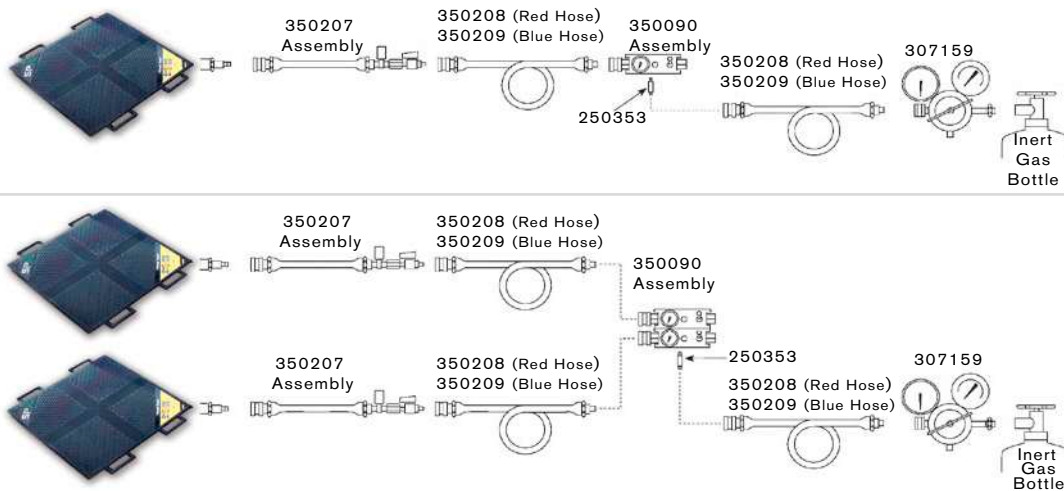 350207
Assembly
350208 (Red Hose)
350209 (Blue Hose)
350090
Assembly
250353
350208 (Red Hose)
350209 (Blue Hose)
307159
Inert
Gas
Bottle
350207
Assembly
350208 (Red Hose)
350209 (Blue Hose)
350090
Assembly
350207
Assembly
350208 (Red Hose)
350209 (Blue Hose)
250353
350208 (Red Hose)
350209 (Blue Hose)
307159
Inert
Gas
Bottle